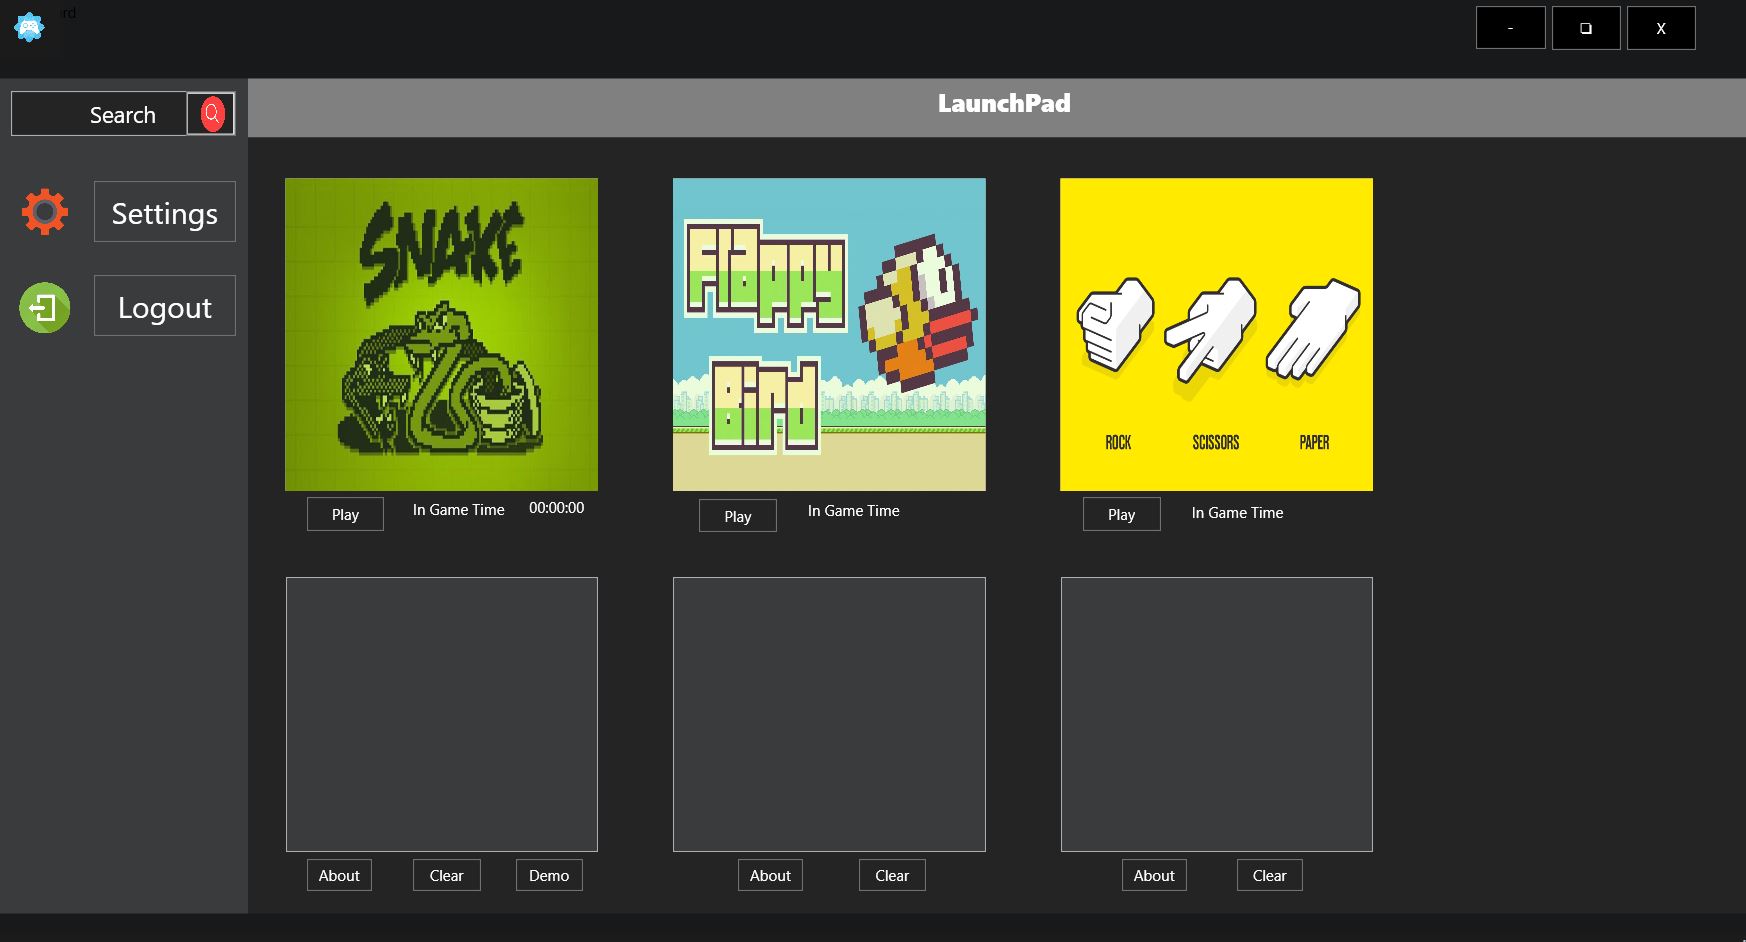 rd
- ❏ X
Search
LaunchPad
Settings
Logout
SNAKE
Flappy
Bird
ROCK SCISSORS PAPER
Play In Game Time 00:00:00
Play In Game Time
Play In Game Time
About Clear Demo
About Clear
About Clear